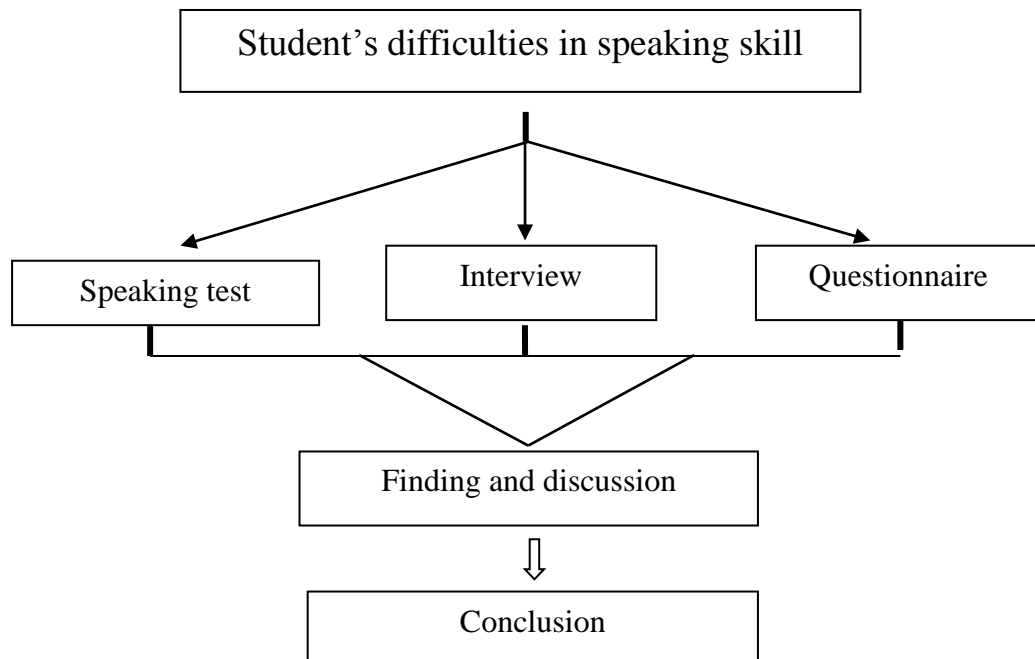 Student’s difficulties in speaking skill
Speaking test
Interview
Questionnaire
Finding and discussion
Conclusion